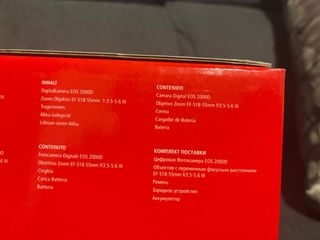 INHALT
Digitalkamera EOS 2000D
Zoom-Objektiv EF-S18-55mm 1:3.5-5.6 III
Trageriemen
Akku-Ladegerät
Lithium-Ionen-Akku
CONTENIDO
Cámara Digital EOS 2000D
Objetivo Zoom EF-S18-55mm f/3.5-5.6 III
Correa
Cargador de Batería
Batería
CONTENUTO
Fotocamera Digitale EOS 2000D
Obiettivo Zoom EF-S18-55mm f/3.5-5.6 III
Cinghia
Carica Batteria
Batteria
КОМПЛЕКТ ПОСТАВКИ
Цифровая Фотокамера EOS 2000D
Объектив с переменным фокусным расстоянием
EF-S18-55mm f/3.5-5.6 III
Ремень
Зарядное устройство
Аккумулятор